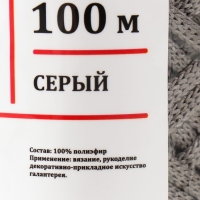 100 м
СЕРЫЙ
Состав: 100% полиэфир
Применение: вязание, рукоделие
декоративно-прикладное искусство
галантерея.